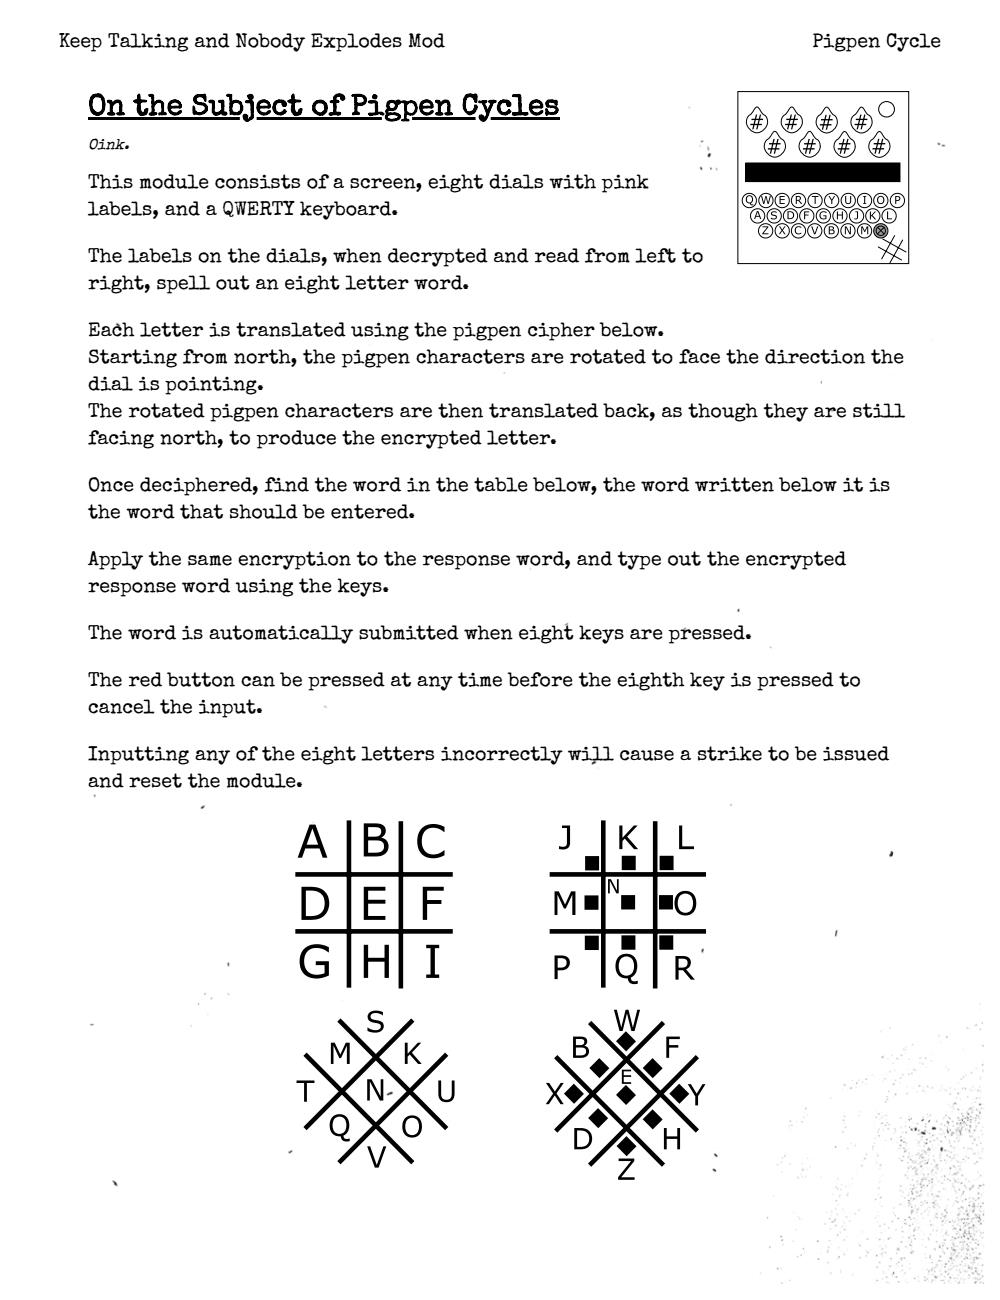 Keep Talking and Nobody Explodes Mod Pigpen Cycle
On the Subject of Pigpen Cycles
Oink.
This module consists of a screen, eight dials with pink
labels, and a QWERTY keyboard.
The labels on the dials, when decrypted and read from left to
right, spell out an eight letter word.
Each letter is translated using the pigpen cipher below.
Starting from north, the pigpen characters are rotated to face the direction the
dial is pointing.
The rotated pigpen characters are then translated back, as though they are still
facing north, to produce the encrypted letter.
Once deciphered, find the word in the table below, the word written below it is
the word that should be entered.
Apply the same encryption to the response word, and type out the encrypted
response word using the keys.
The word is automatically submitted when eight keys are pressed.
The red button can be pressed at any time before the eighth key is pressed to
cancel the input.
Inputting any of the eight letters incorrectly will cause a strike to be issued
and reset the module.
# # # #
# # # #
Q W E R T Y U I O P
A S D F G H J K L
Z X C V B N M
A B C
D E F
G H I
J K L
M N O
P Q R
S
M K
T N U
Q O
V
W
B F
X E Y
D H
Z